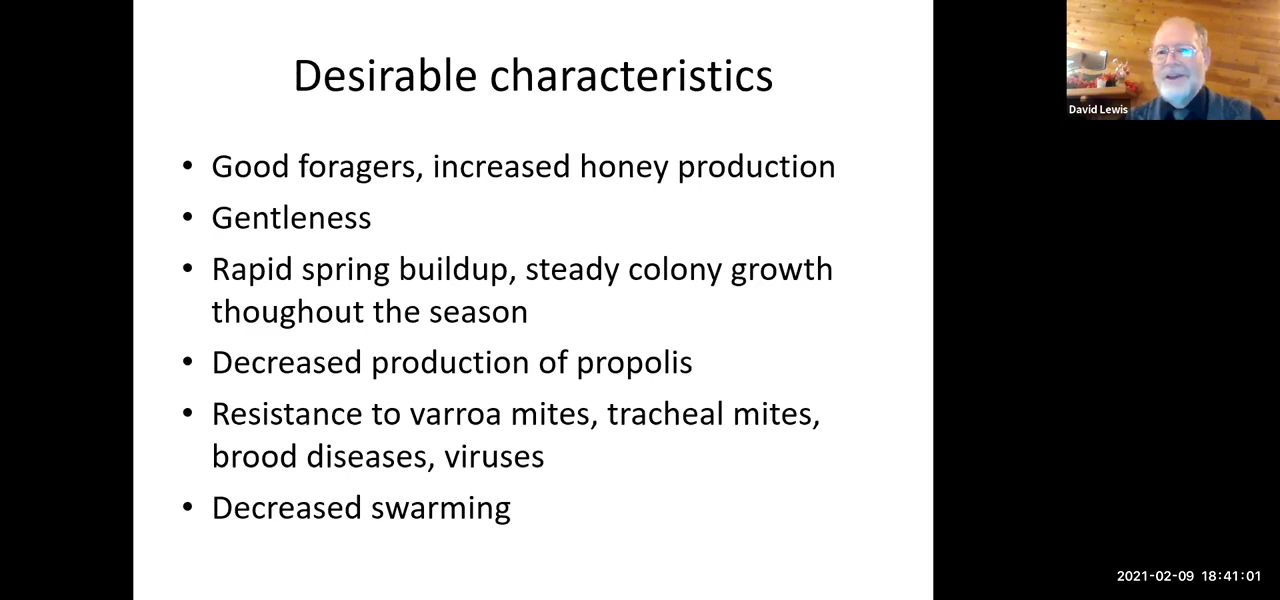 Desirable characteristics
• Good foragers, increased honey production
• Gentleness
• Rapid spring buildup, steady colony growth
thoughout the season
• Decreased production of propolis
• Resistance to varroa mites, tracheal mites,
brood diseases, viruses
• Decreased swarming
David Lewis
2021-02-09 18:41:01